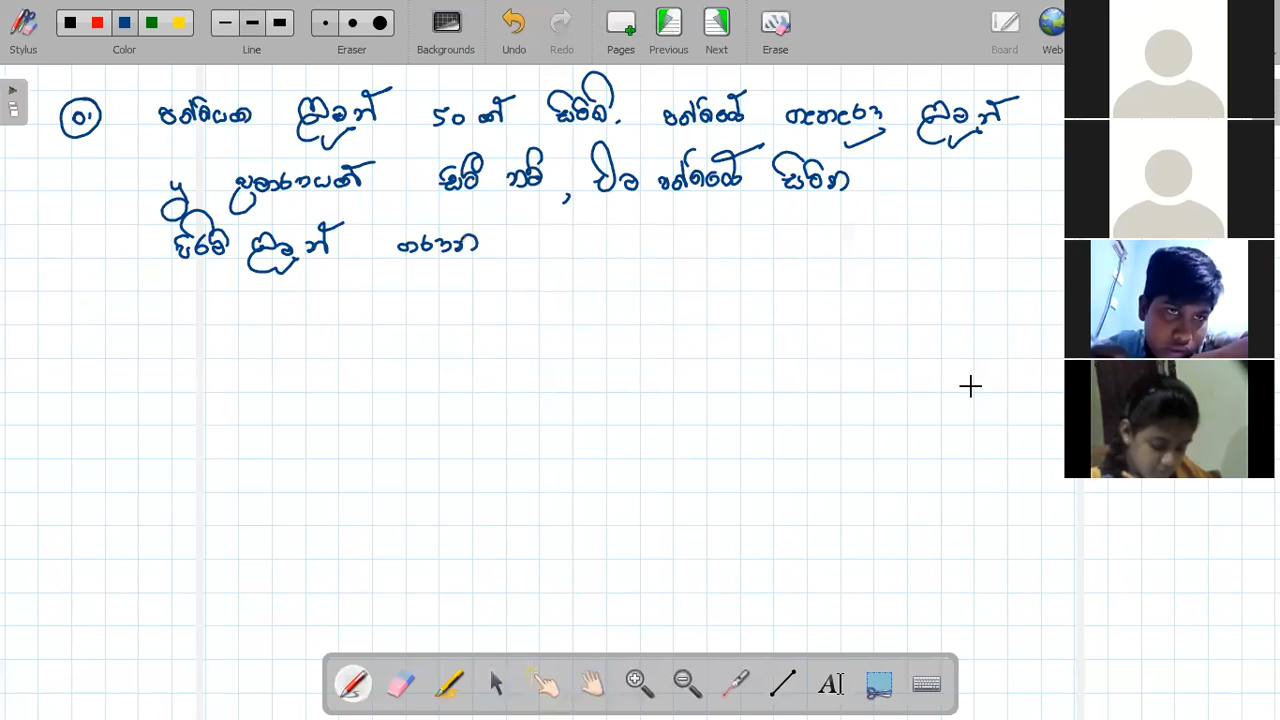 Stylus Color Line Eraser Backgrounds Undo Redo Pages Previous Next Erase Board Web
01 පන්තියක ළමුන් 50 ක් සිටිති. පන්තියේ ගැහැණු ළමුන්
y ප්‍රමාණයක් සිටී නම්, එම පන්තියේ සිටින
පිරිමි ළමුන් ගණන